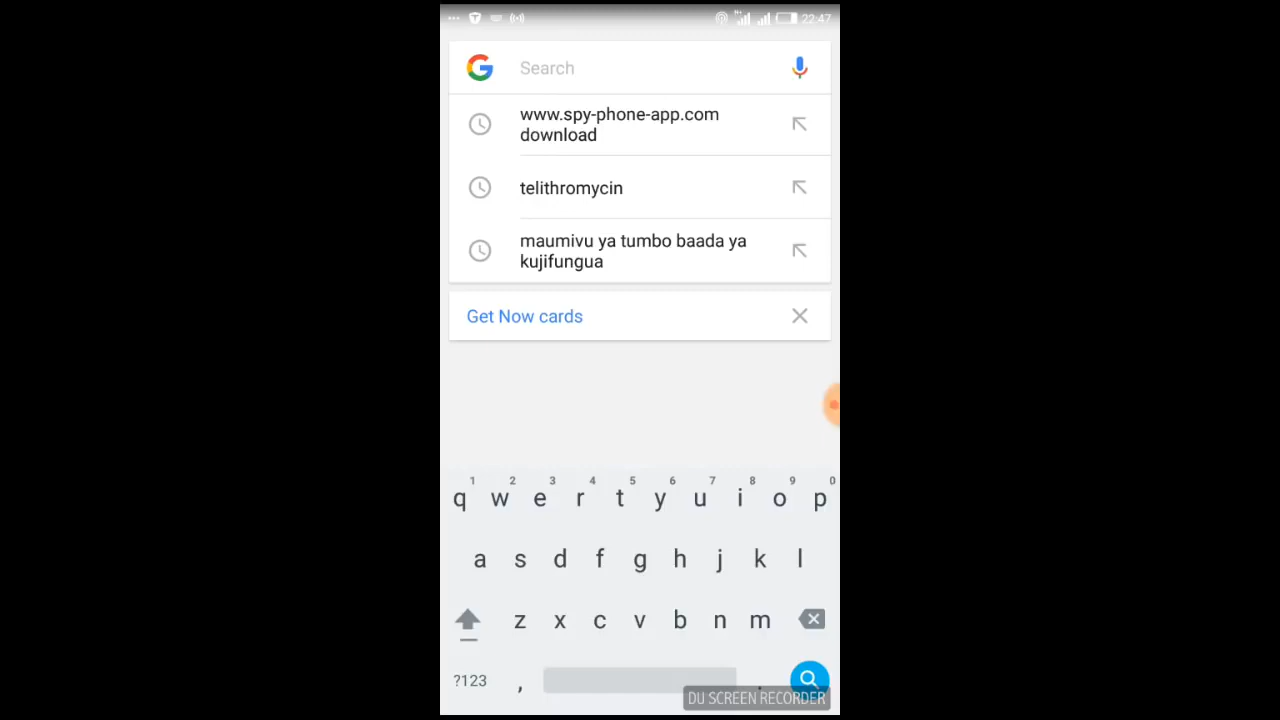 22:47
Search
www.spy-phone-app.com
download
telithromycin
maumivu ya tumbo baada ya
kujifungua
Get Now cards
1 2 3 4 5 6 7 8 9 0
q w e r t y u i o p
a s d f g h j k l
z x c v b n m
?123 , .
DU SCREEN RECORDER